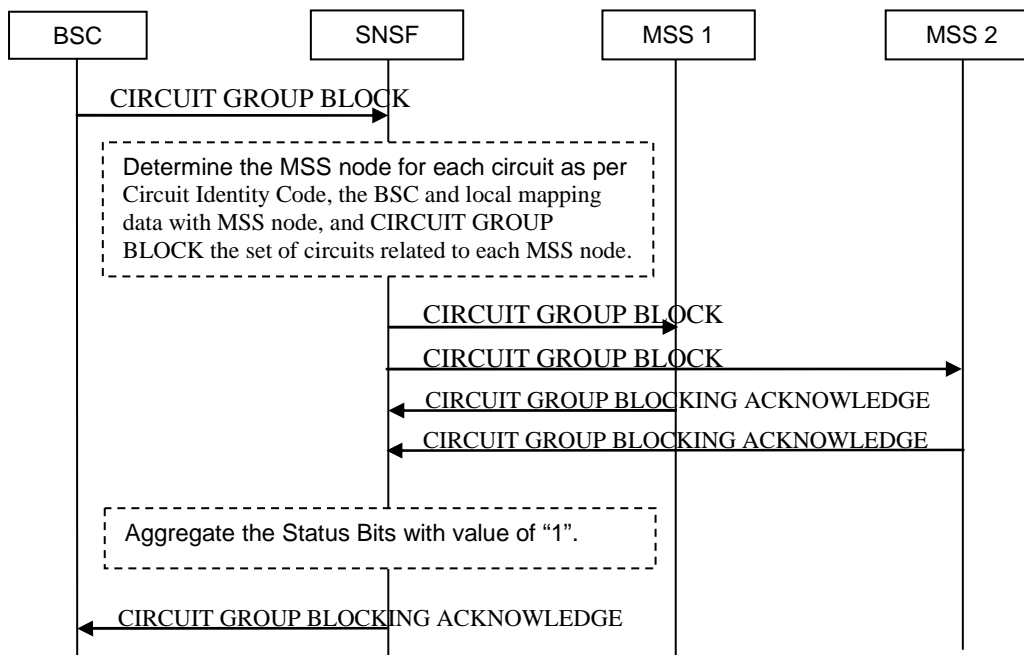 BSC
SNSF
MSS 1
MSS 2
CIRCUIT GROUP BLOCK
Determine the MSS node for each circuit as per
Circuit Identity Code, the BSC and local mapping
data with MSS node, and CIRCUIT GROUP
BLOCK the set of circuits related to each MSS node.
CIRCUIT GROUP BLOCK
CIRCUIT GROUP BLOCK
CIRCUIT GROUP BLOCKING ACKNOWLEDGE
CIRCUIT GROUP BLOCKING ACKNOWLEDGE
Aggregate the Status Bits with value of “1”.
CIRCUIT GROUP BLOCKING ACKNOWLEDGE